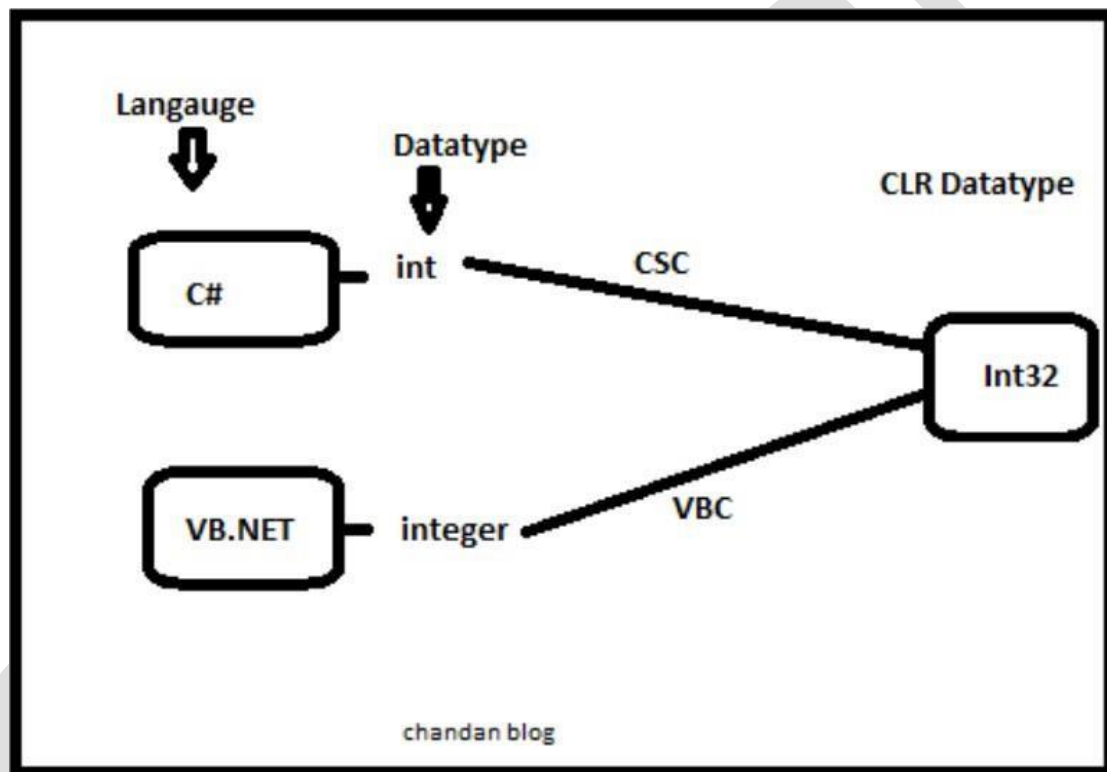 Langauge
Datatype
CLR Datatype
C#
int
CSC
Int32
VB.NET
integer
VBC
chandan blog